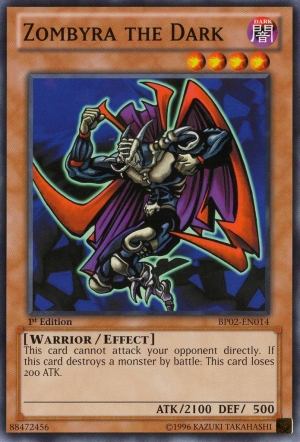 Zombyra the Dark
DARK
闇
1st Edition
BP02-EN014
[Warrior / Effect]
This card cannot attack your opponent directly. If
this card destroys a monster by battle: This card loses
200 ATK.
ATK/2100 DEF/ 500
88472456
©1996 KAZUKI TAKAHASHI